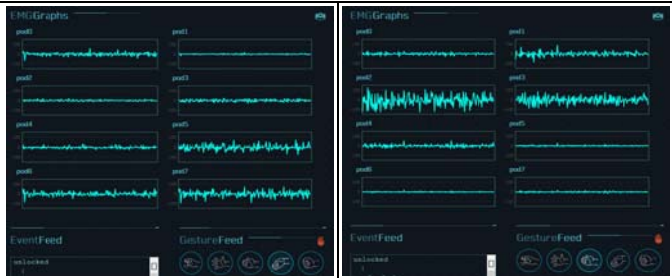 EMGGraphs
pod0 pod1
pod2 pod3
pod4 pod5
pod6 pod7
EventFeed GestureFeed
unlocked
EMGGraphs
pod0 pod1
pod2 pod3
pod4 pod5
pod6 pod7
EventFeed GestureFeed
unlocked